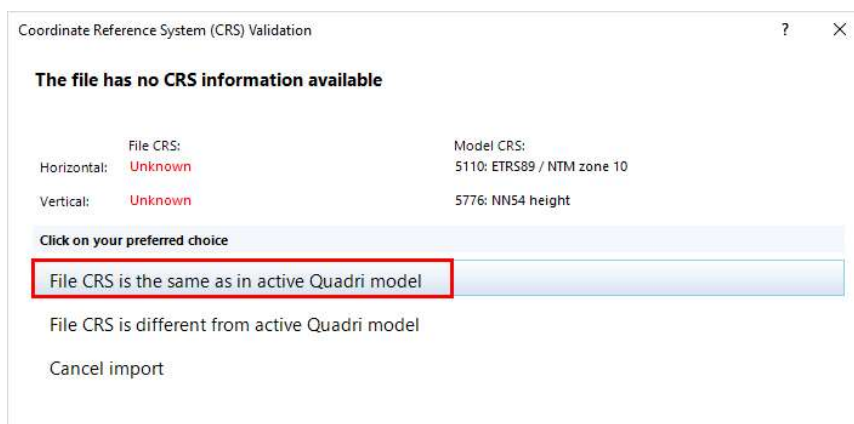 Coordinate Reference System (CRS) Validation ? ×
The file has no CRS information available
File CRS: Model CRS:
Horizontal: Unknown 5110: ETRS89 / NTM zone 10
Vertical: Unknown 5776: NN54 height
Click on your preferred choice
File CRS is the same as in active Quadri model
File CRS is different from active Quadri model
Cancel import